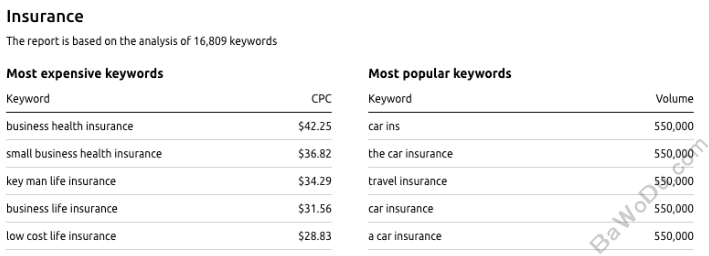 Insurance
The report is based on the analysis of 16,809 keywords
Most expensive keywords
Keyword CPC
business health insurance $42.25
small business health insurance $36.82
key man life insurance $34.29
business life insurance $31.56
low cost life insurance $28.83
Most popular keywords
Keyword Volume
car ins 550,000
the car insurance 550,000
travel insurance 550,000
car insurance 550,000
a car insurance 550,000
BaWoDu.com